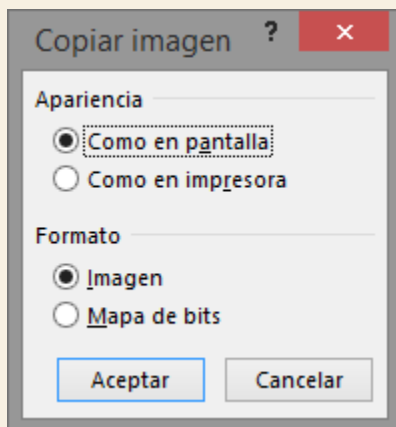 Copiar imagen ? ×
Apariencia
Como en pantalla
Como en impresora
Formato
Imagen
Mapa de bits
Aceptar Cancelar